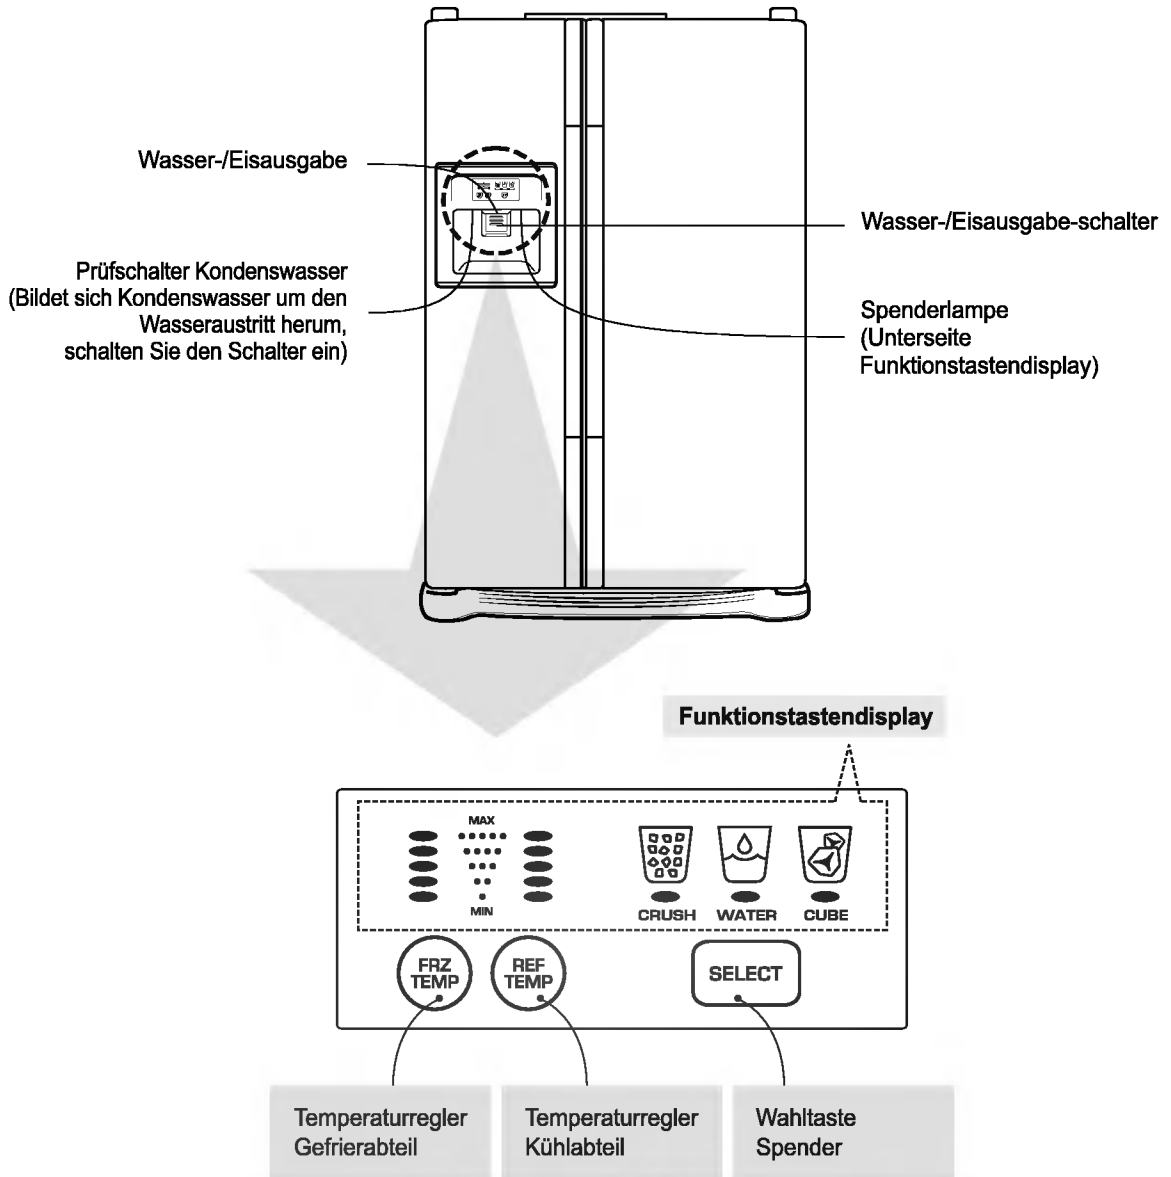 Wasser-/Eisausgabe
Wasser-/Eisausgabe-schalter
Prüfschalter Kondenswasser
(Bildet sich Kondenswasser um den
Wasseraustritt herum,
schalten Sie den Schalter ein)
Spenderlampe
(Unterseite
Funktionstastendisplay)
Funktionstastendisplay
MAX
MIN
CRUSH
WATER
CUBE
FRZ
TEMP
REF
TEMP
SELECT
Temperaturregler
Gefrierabteil
Temperaturregler
Kühlabteil
Wahltaste
Spender